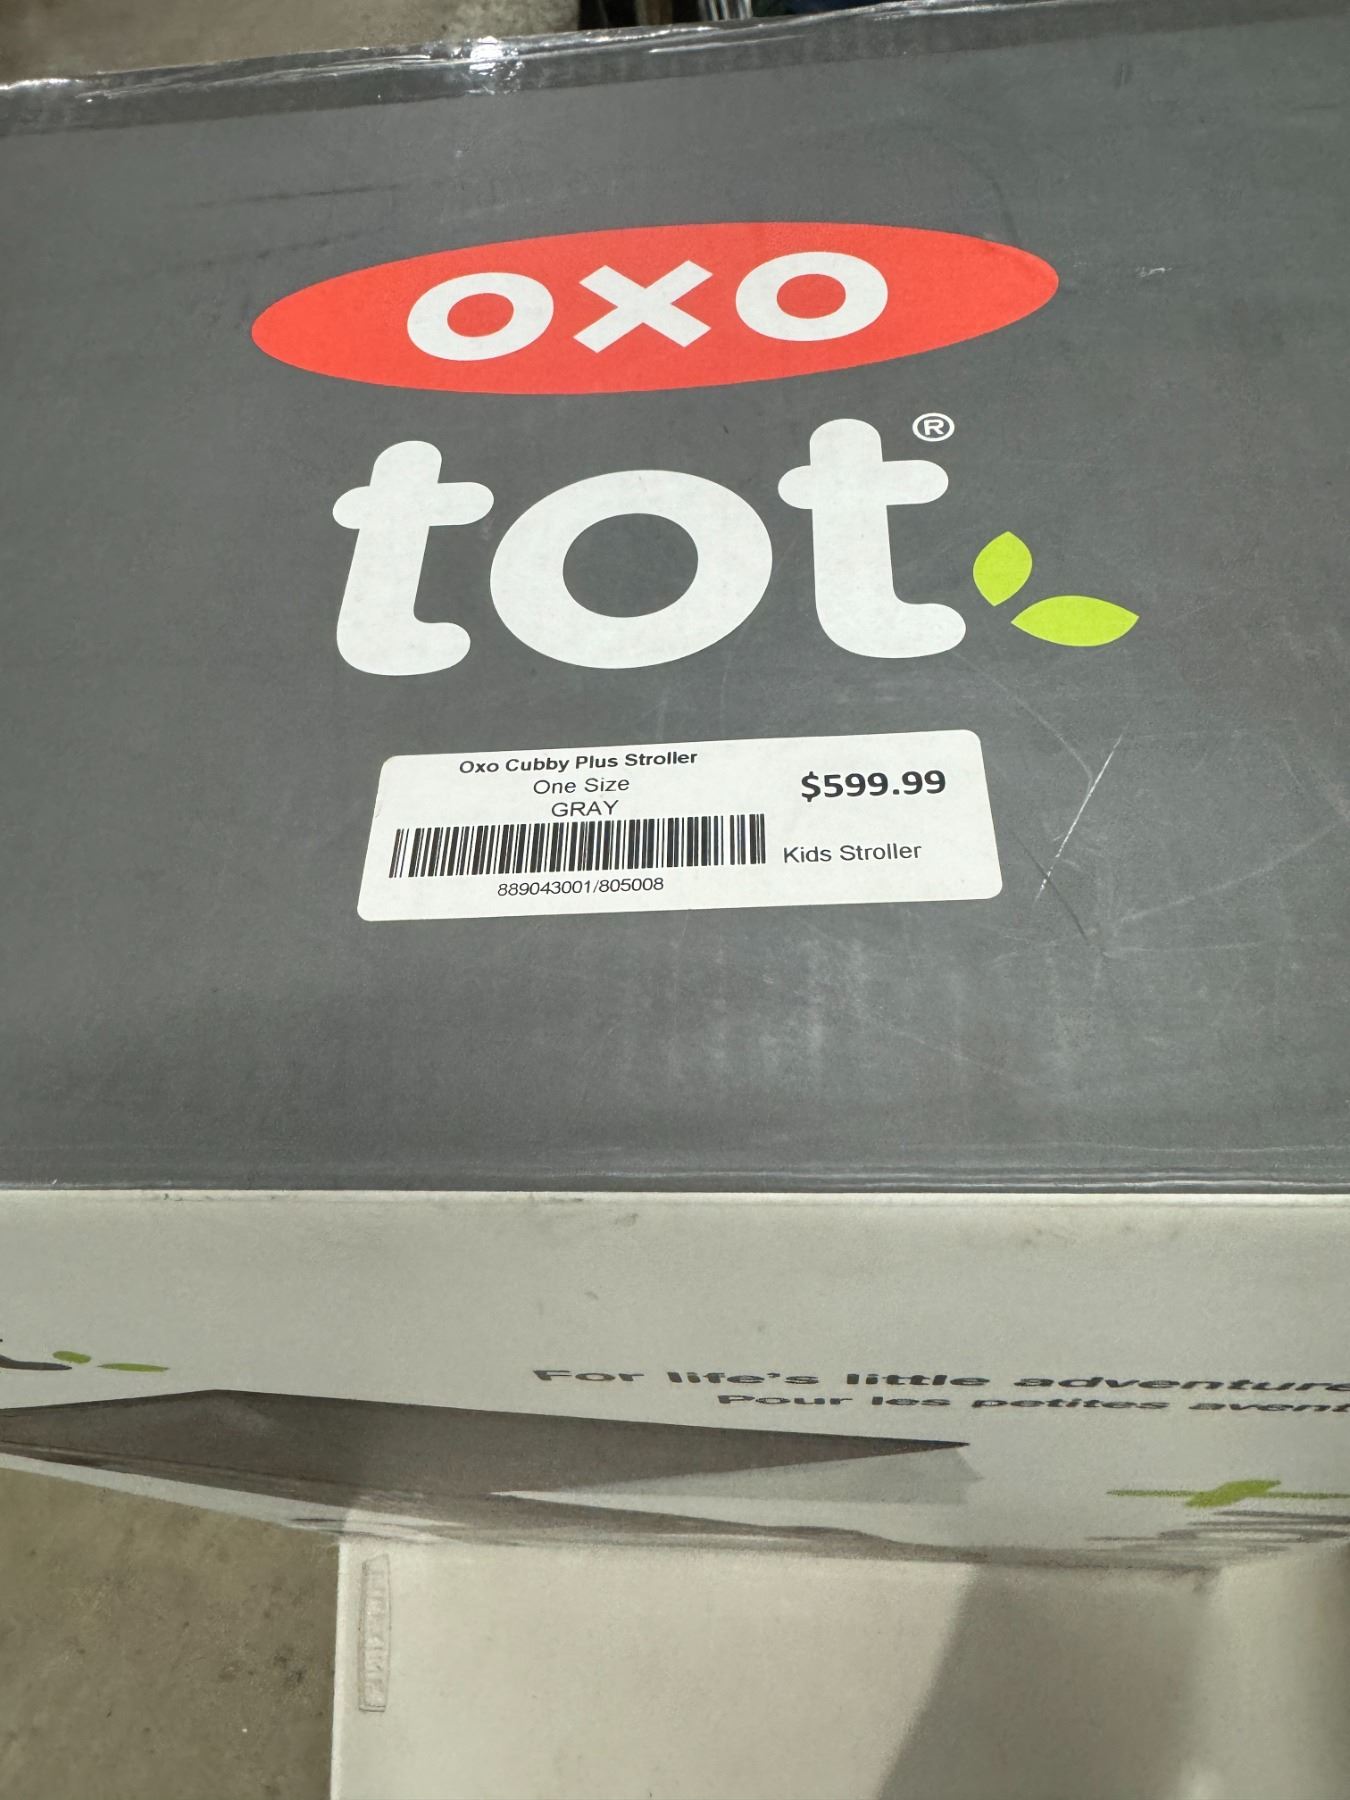 OXO
tot®
Oxo Cubby Plus Stroller
One Size
GRAY
$599.99
Kids Stroller
889043001/805008
For life's little adventure
Pour les petites avent